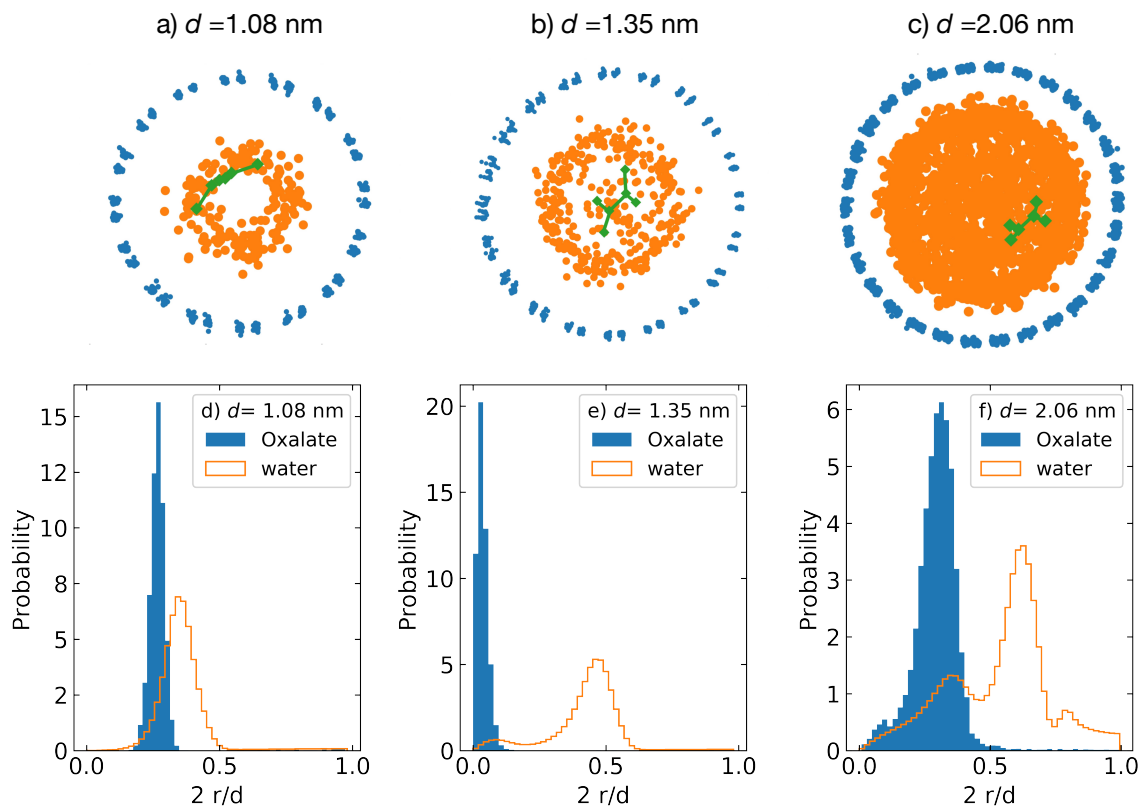 a) d =1.08 nm
b) d =1.35 nm
c) d =2.06 nm
d) d= 1.08 nm
Oxalate
water
15
12
10
8
5
2
0
0.0
0.5
1.0
Probability
2 r/d
e) d= 1.35 nm
Oxalate
water
20
15
10
5
0
0.0
0.5
1.0
Probability
2 r/d
f) d= 2.06 nm
Oxalate
water
6
5
4
3
2
1
0
0.0
0.5
1.0
Probability
2 r/d